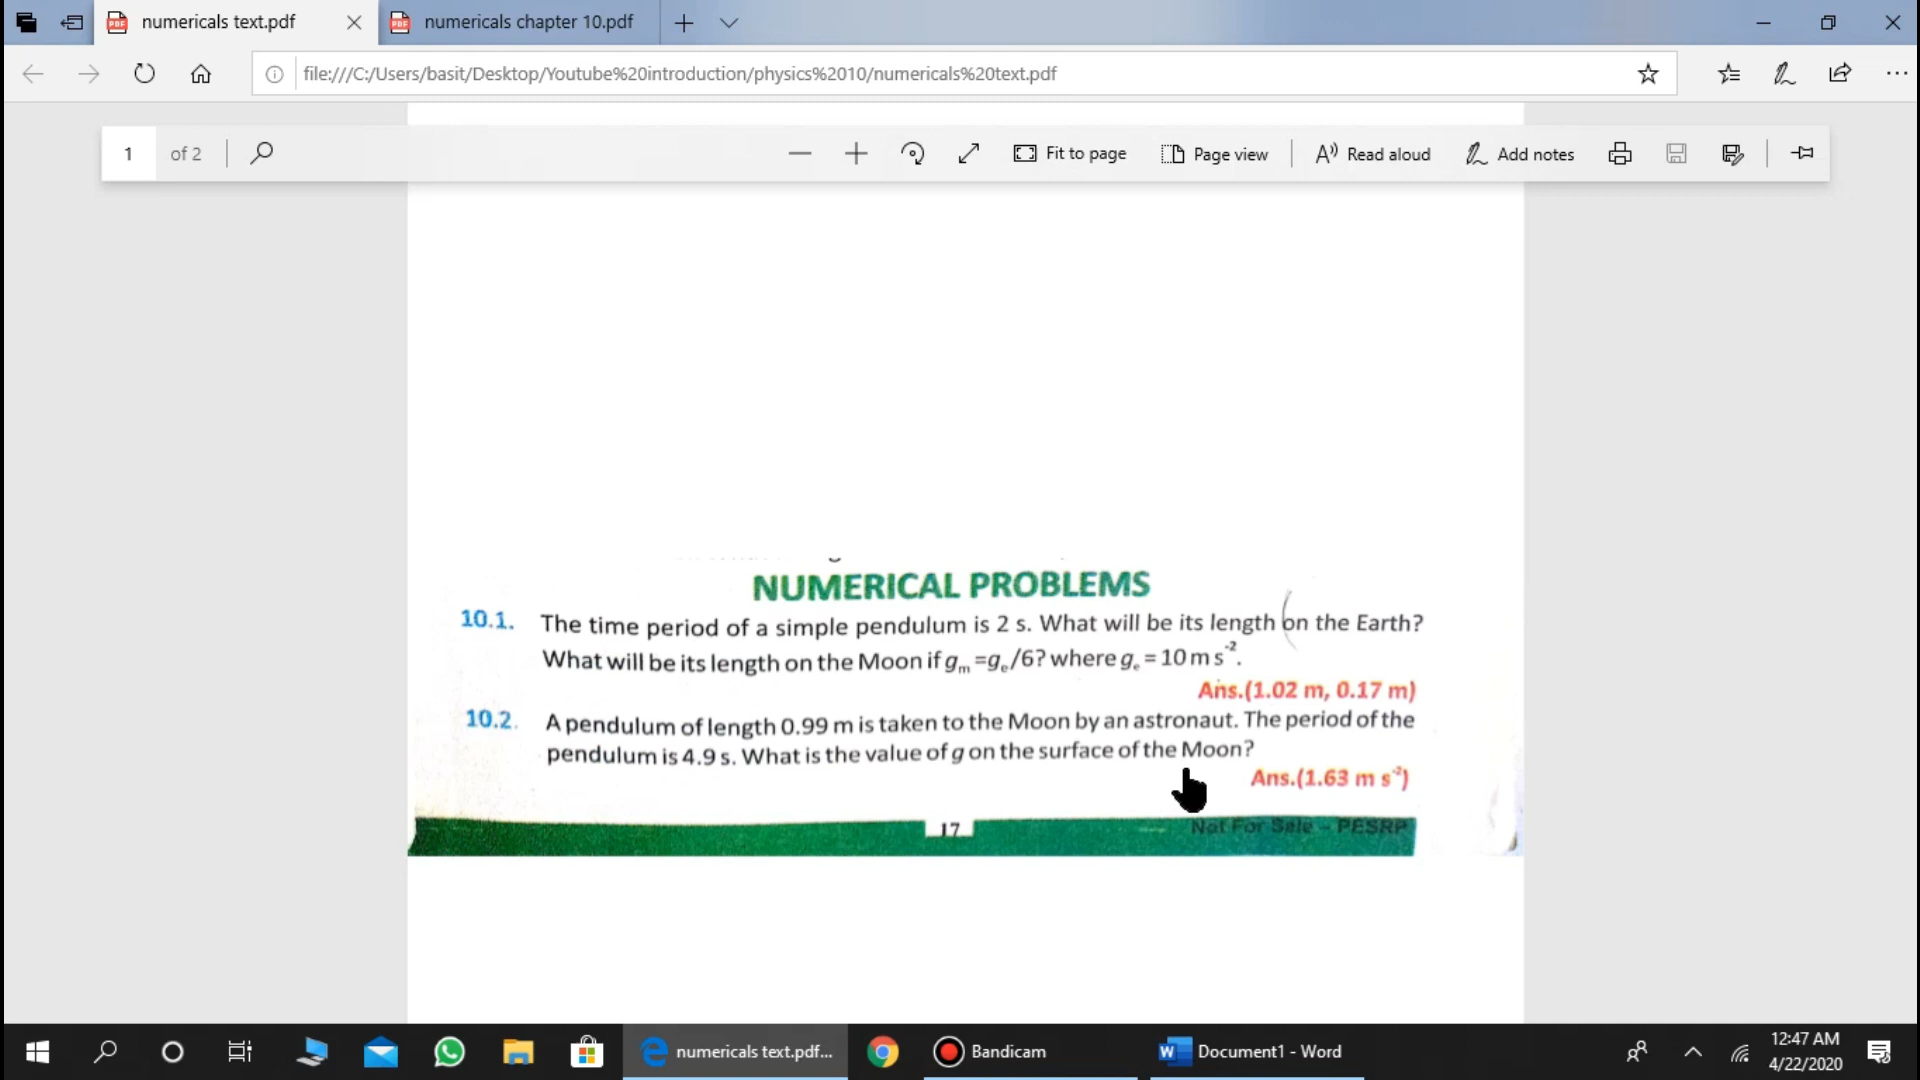 numericals text.pdf
numericals chapter 10.pdf
file:///C:/Users/basit/Desktop/Youtube%20introduction/physics%2010/numericals%20text.pdf
1 of 2
Fit to page
Page view
Read aloud
Add notes
NUMERICAL PROBLEMS
10.1. The time period of a simple pendulum is 2 s. What will be its length on the Earth?
What will be its length on the Moon if gₘ =gₑ/6? where gₑ = 10 m s⁻².
Ans.(1.02 m, 0.17 m)
10.2. A pendulum of length 0.99 m is taken to the Moon by an astronaut. The period of the
pendulum is 4.9 s. What is the value of g on the surface of the Moon?
Ans.(1.63 m s⁻²)
17
Not For Sale – PESRP
numericals text.pdf...
Bandicam
Document1 - Word
12:47 AM
4/22/2020